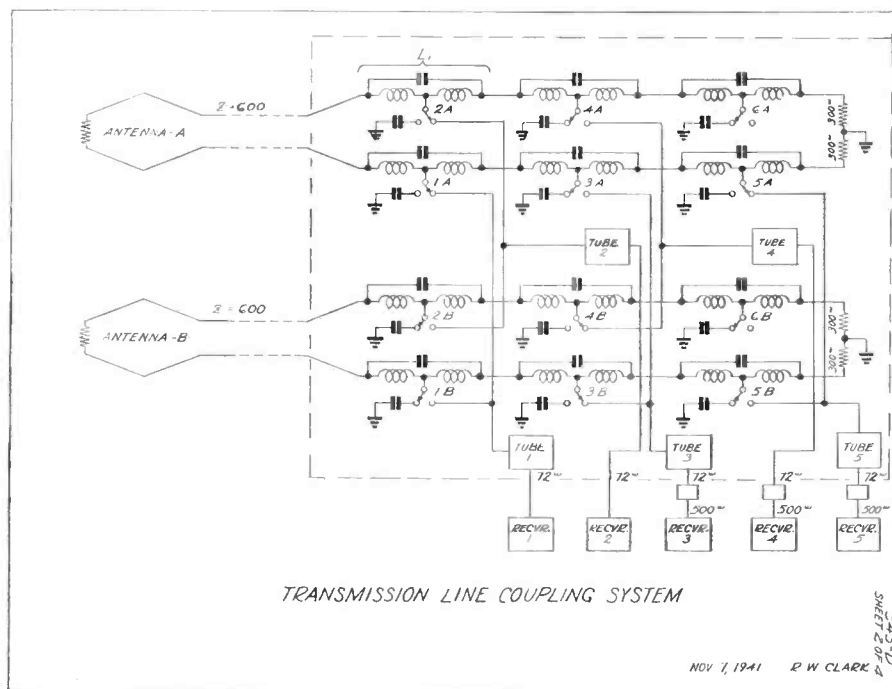 L1
Z = 600
2A
4A
6A
ANTENNA-A
300~
300~
1A
3A
5A
TUBE
2
TUBE
4
Z = 600
2B
4B
6B
ANTENNA-B
300~
300~
1B
3B
5B
TUBE
1
TUBE
3
TUBE
5
72~
72~
72~
72~
72~
500~
500~
500~
RECVR.
1
RECVR.
2
RECVR.
3
RECVR.
4
RECVR.
5
TRANSMISSION LINE COUPLING SYSTEM
SHEET 2 OF 4
NOV 7, 1941 R W CLARK